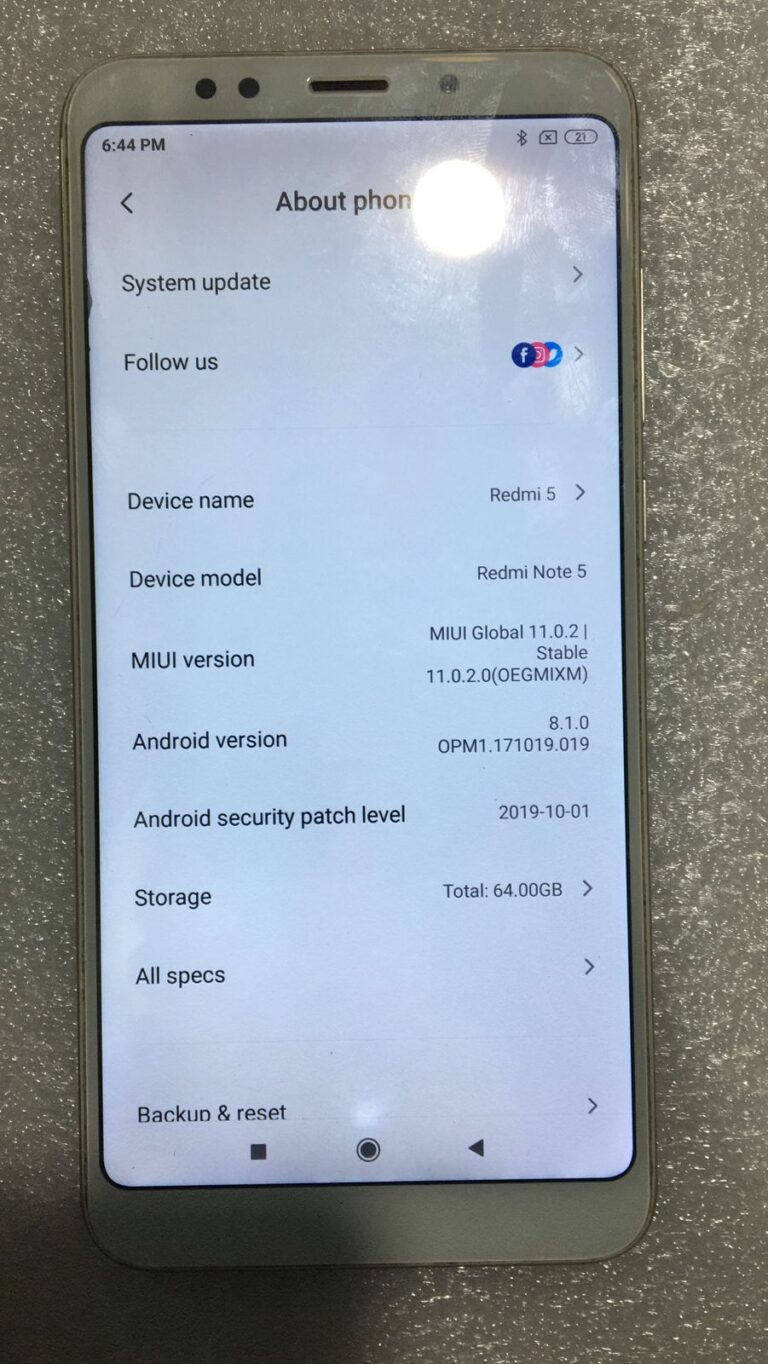 6:44 PM
21
About phon
System update
Follow us
Device name
Redmi 5
Device model
Redmi Note 5
MIUI version
MIUI Global 11.0.2 |
Stable
11.0.2.0(OEGMIXM)
Android version
8.1.0
OPM1.171019.019
Android security patch level
2019-10-01
Storage
Total: 64.00GB
All specs
Backup & reset